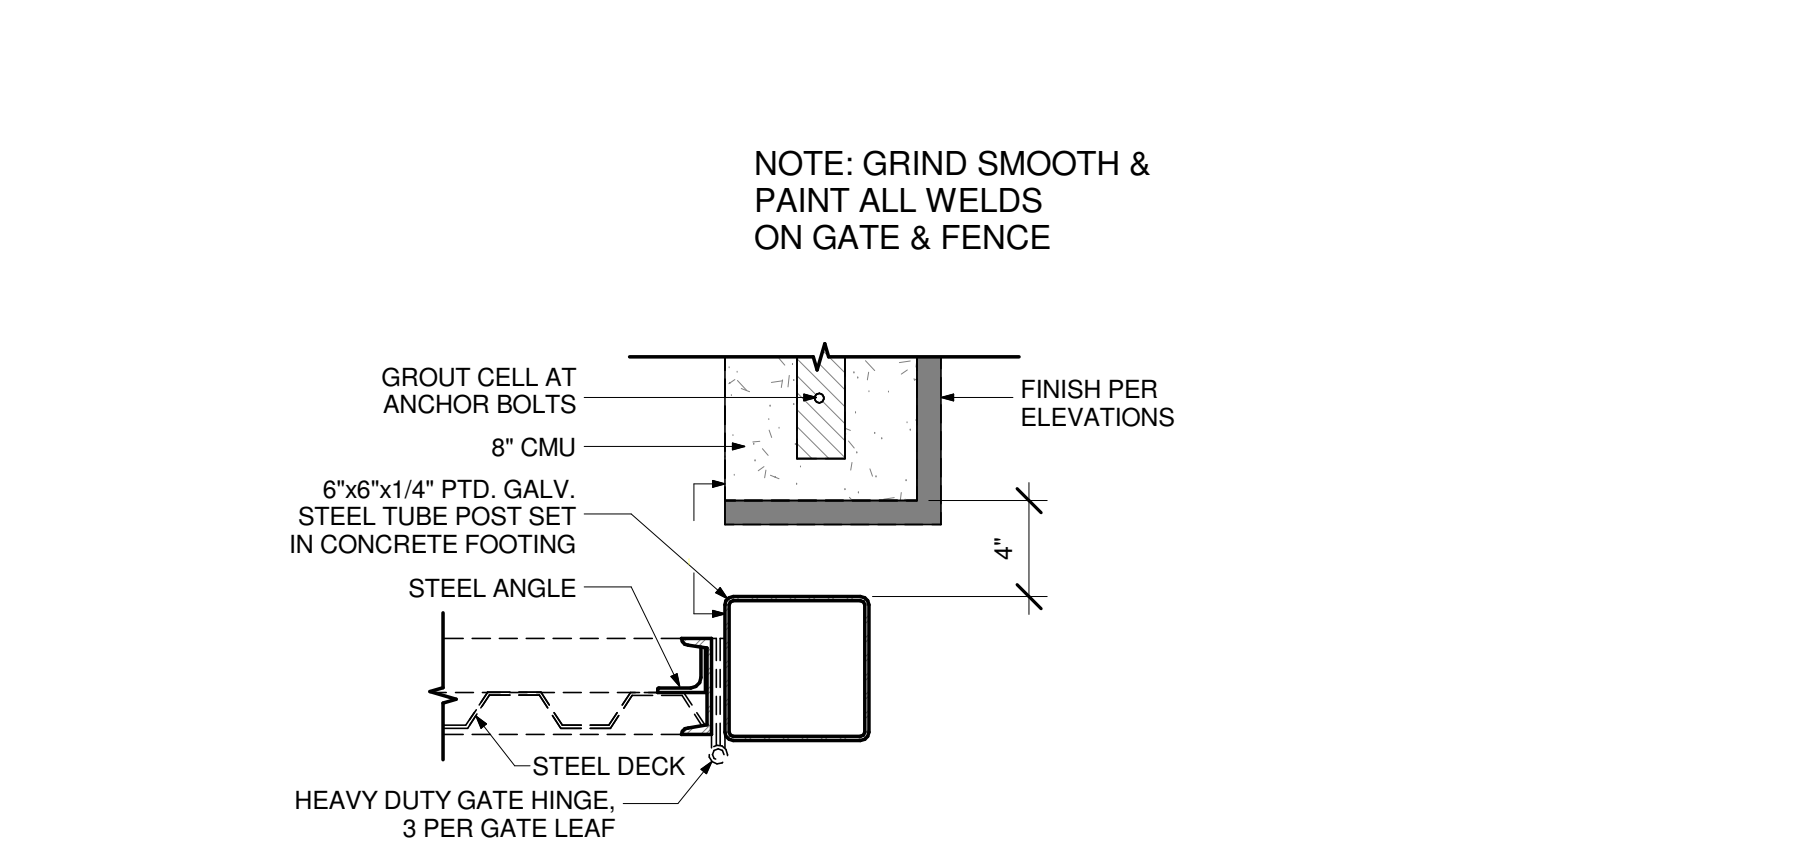 NOTE: GRIND SMOOTH &
PAINT ALL WELDS
ON GATE & FENCE
GROUT CELL AT
ANCHOR BOLTS
FINISH PER
ELEVATIONS
8" CMU
6"x6"x1/4" PTD. GALV.
STEEL TUBE POST SET
IN CONCRETE FOOTING
4"
STEEL ANGLE
STEEL DECK
HEAVY DUTY GATE HINGE,
3 PER GATE LEAF